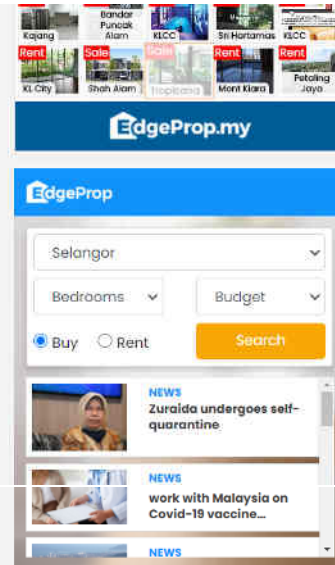 Kajang
Bandar
Puncak
Alam
KLCC
Sri Hartamas
KLCC
Rent
Sale
Sale
Rent
Rent
KL City
Shah Alam
Tropicana
Mont Kiara
Petaling
Jaya
EdgeProp.my
EdgeProp
Selangor
Bedrooms
Budget
Buy
Rent
Search
NEWS
Zuraida undergoes self-
quarantine
NEWS
work with Malaysia on
Covid-19 vaccine...
NEWS